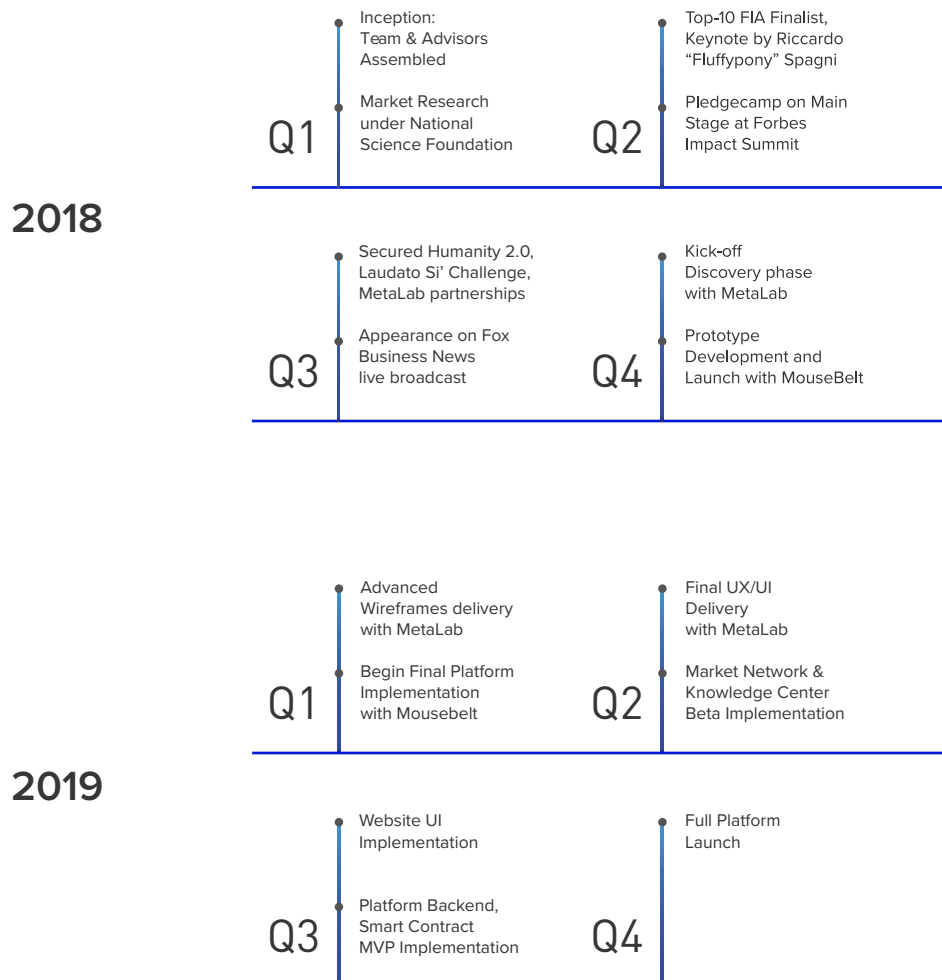 2018
Q1
Inception:
Team & Advisors
Assembled
Market Research
under National
Science Foundation
Q2
Top-10 FIA Finalist,
Keynote by Riccardo
“Fluffypony” Spagni
Pledgecamp on Main
Stage at Forbes
Impact Summit
Q3
Secured Humanity 2.0,
Laudato Si’ Challenge,
MetaLab partnerships
Appearance on Fox
Business News
live broadcast
Q4
Kick-off
Discovery phase
with MetaLab
Prototype
Development and
Launch with MouseBelt
2019
Q1
Advanced
Wireframes delivery
with MetaLab
Begin Final Platform
Implementation
with Mousebelt
Q2
Final UX/UI
Delivery
with MetaLab
Market Network &
Knowledge Center
Beta Implementation
Q3
Website UI
Implementation
Platform Backend,
Smart Contract
MVP Implementation
Q4
Full Platform
Launch